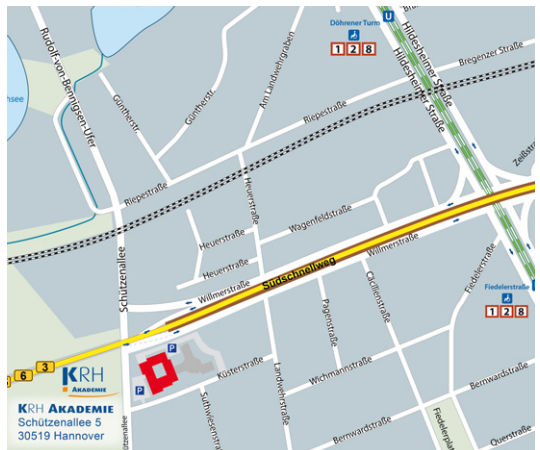 Döhrener Turm
U
1 2 8
Bregenzer Straße
Hildesheimer Straße
Hildesheimer Straße
Rudolf-von-Bennigsen-Ufer
Güntherstr.
Güntherstr.
Am Landwehrgraben
Riepestraße
Riepestraße
Zeißstraße
Heuerstraße
Wagenfeldstraße
Heuerstraße
Heuerstraße
Willmerstraße
Willmerstraße
Südschnellweg
Schützenallee
Fiedelerstraße
Cäcilienstraße
Pagenstraße
Fiedelerstraße
U
1 2 8
6 3
P
P
Küsterstraße
Landwehrstraße
Wichmannstraße
Bernwardstraße
Suthwiesenstraße
Bernwardstraße
Fiedelerplatz
Querstraße
Schützenallee
KRH
AKADEMIE
KRH AKADEMIE
Schützenallee 5
30519 Hannover